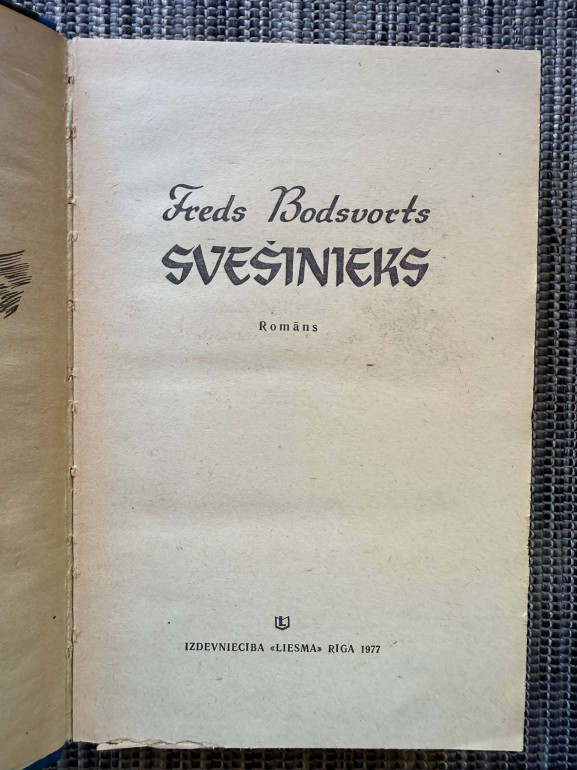 Freds Bodsvorts
SVEŠINIEKS
Romāns
IZDEVNIECĪBA «LIESMA» RĪGA 1977